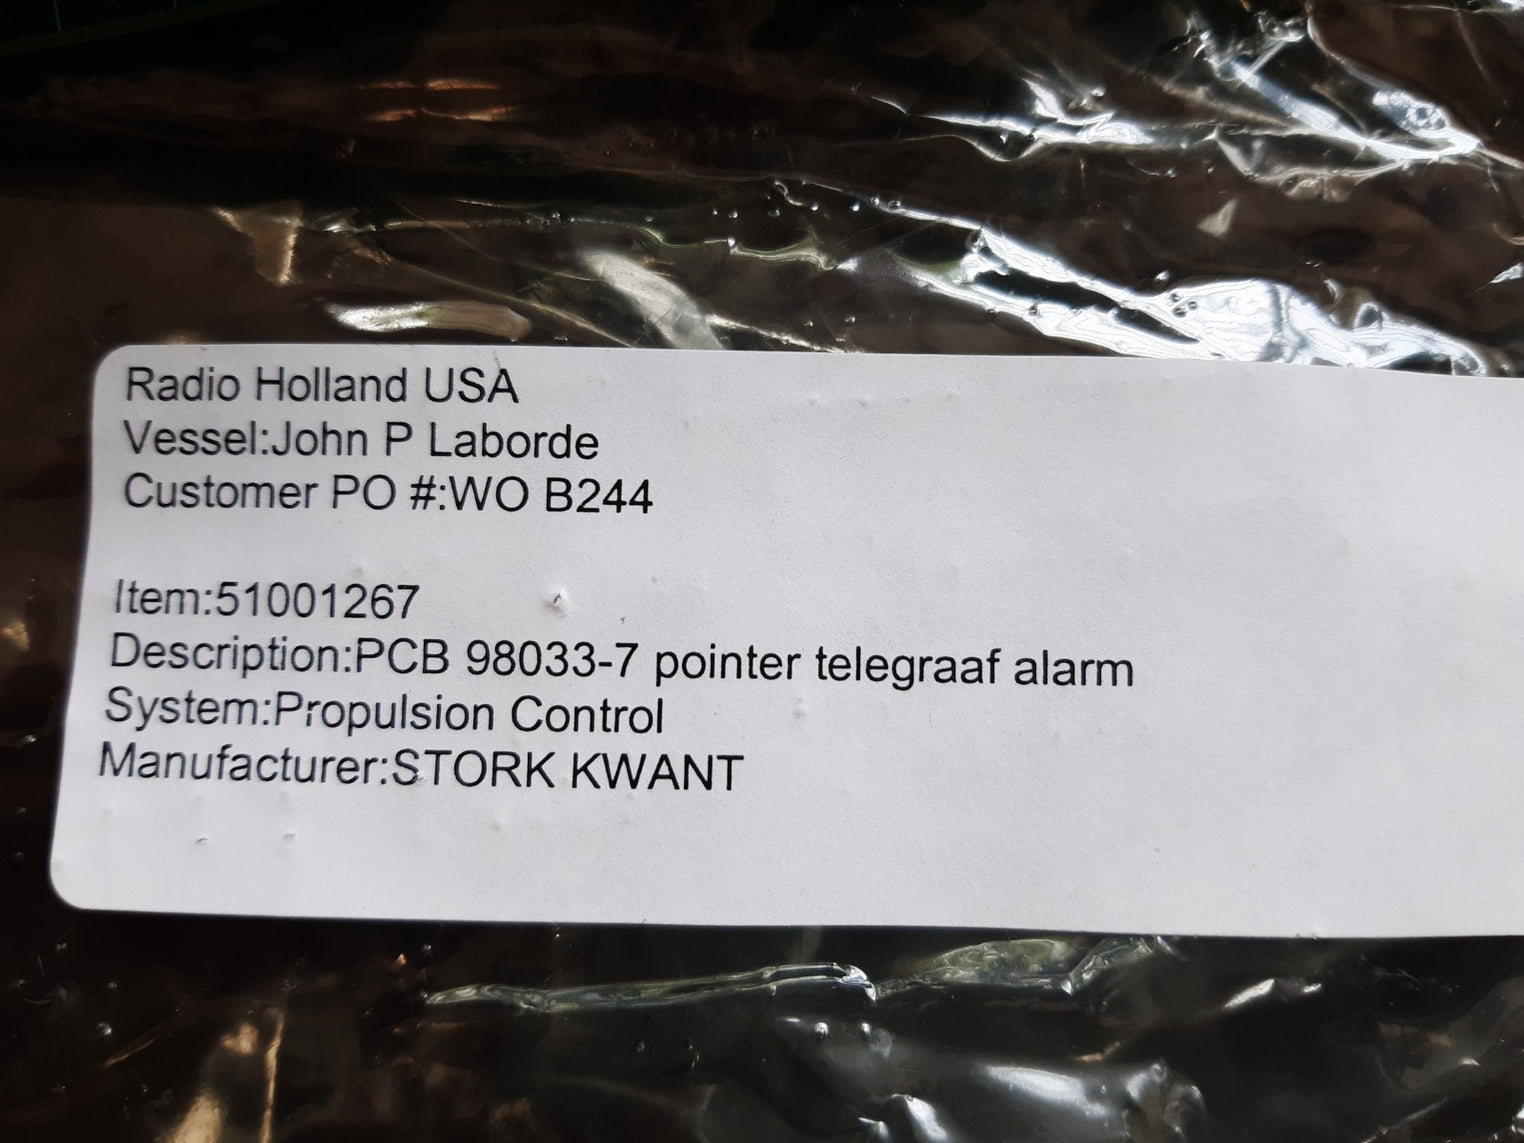 Radio Holland USA
Vessel:John P Laborde
Customer PO #:WO B244
Item:51001267
Description:PCB 98033-7 pointer telegraaf alarm
System:Propulsion Control
Manufacturer:STORK KWANT